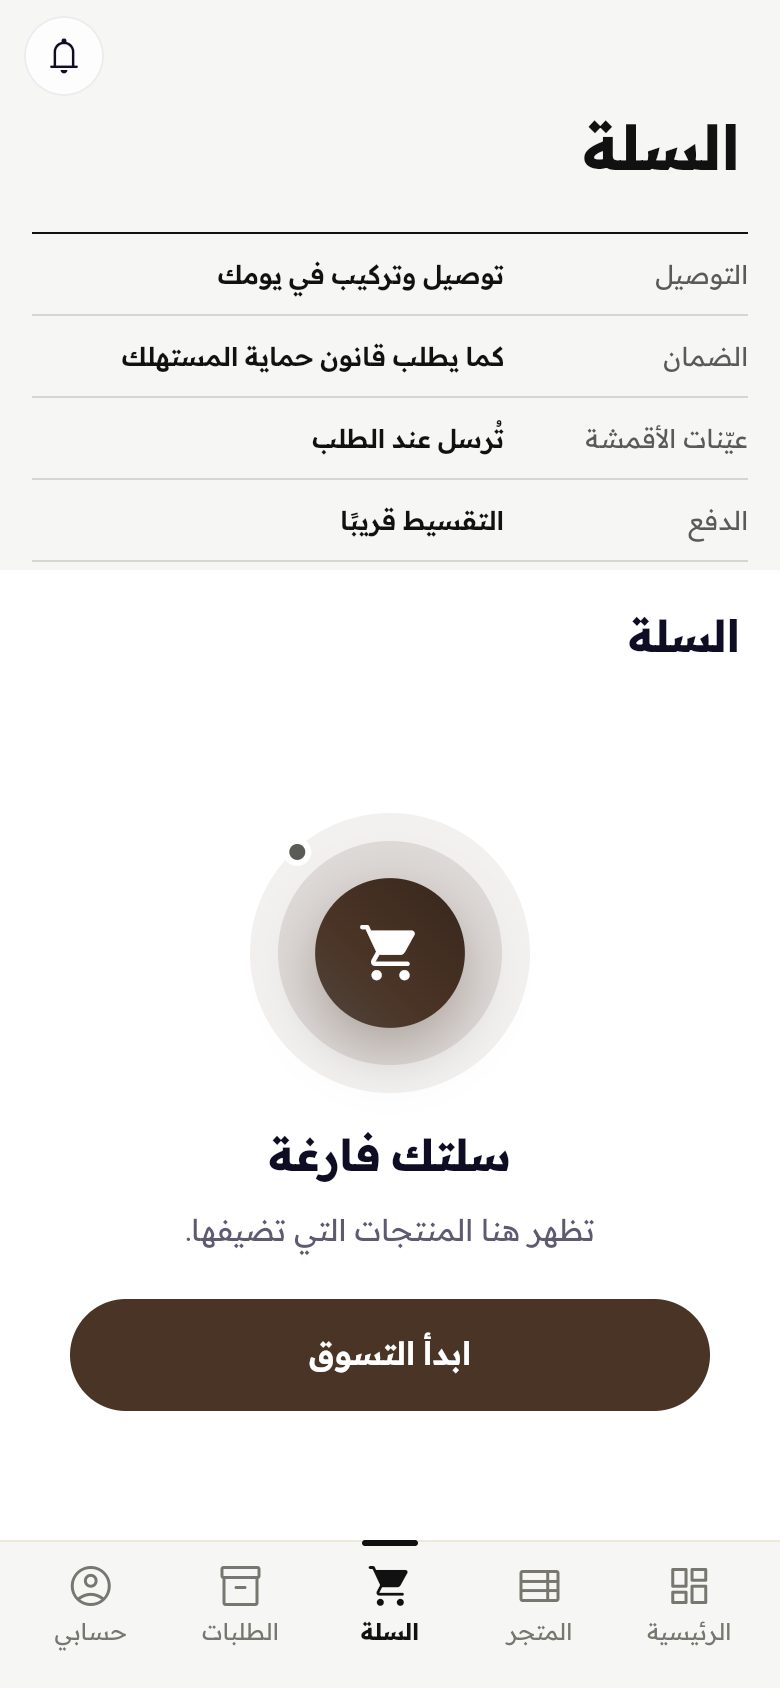 السلة
التوصيل توصيل وتركيب في يومك
الضمان كما يطلب قانون حماية المستهلك
عيّنات الأقمشة تُرسل عند الطلب
الدفع التقسيط قريبًا
السلة
سلتك فارغة
تظهر هنا المنتجات التي تضيفها.
ابدأ التسوق
الرئيسية المتجر السلة الطلبات حسابي